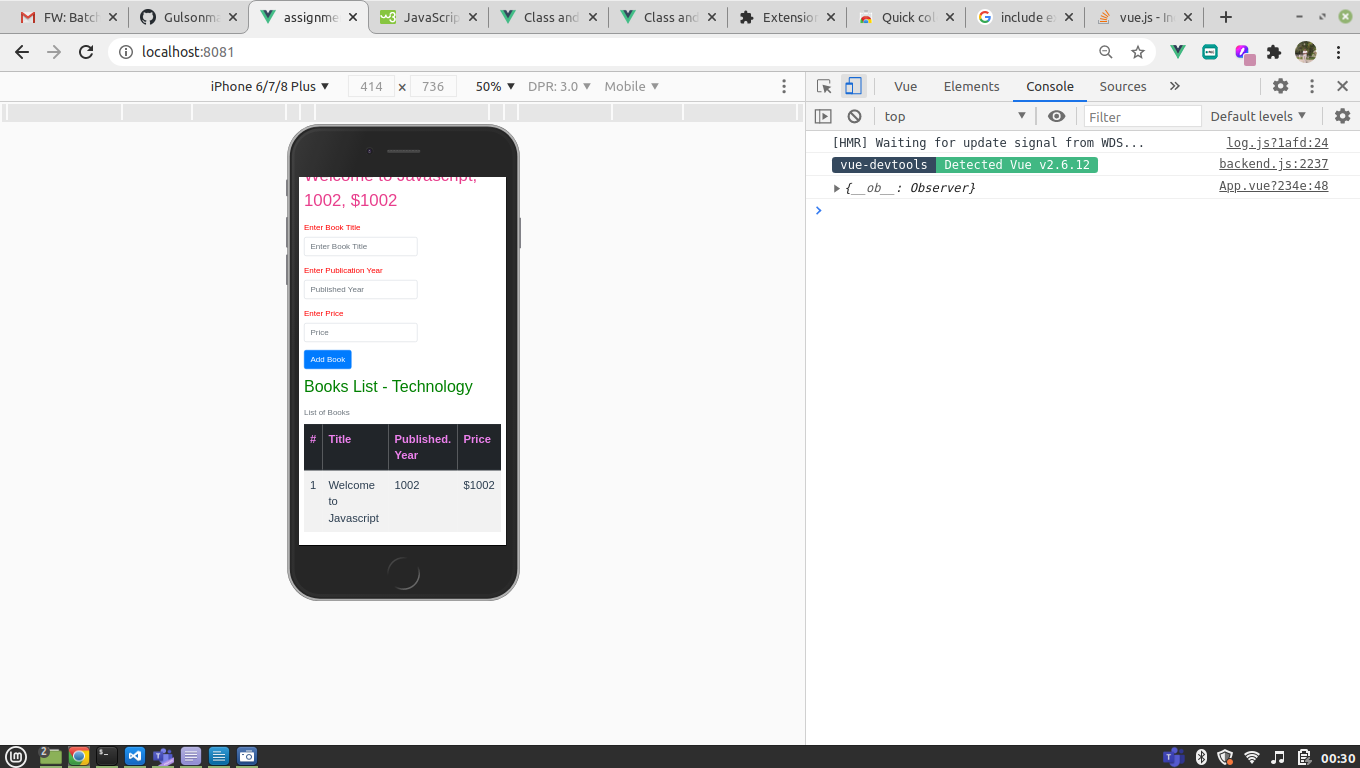 FW: Batch
Gulsonma
assignme
JavaScrip
Class and
Class and
Extension
Quick col
include e
vue.js - In
localhost:8081
iPhone 6/7/8 Plus
414 × 736
50%
DPR: 3.0
Mobile
Vue
Elements
Console
Sources
top
Filter
Default levels
[HMR] Waiting for update signal from WDS...
log.js?1afd:24
vue-devtools
Detected Vue v2.6.12
backend.js:2237
{__ob__: Observer}
App.vue?234e:48
Welcome to Javascript,
1002, $1002
Enter Book Title
Enter Book Title
Enter Publication Year
Published Year
Enter Price
Price
Add Book
Books List - Technology
List of Books
# Title Published. Year Price
1 Welcome to Javascript 1002 $1002
2
00:30